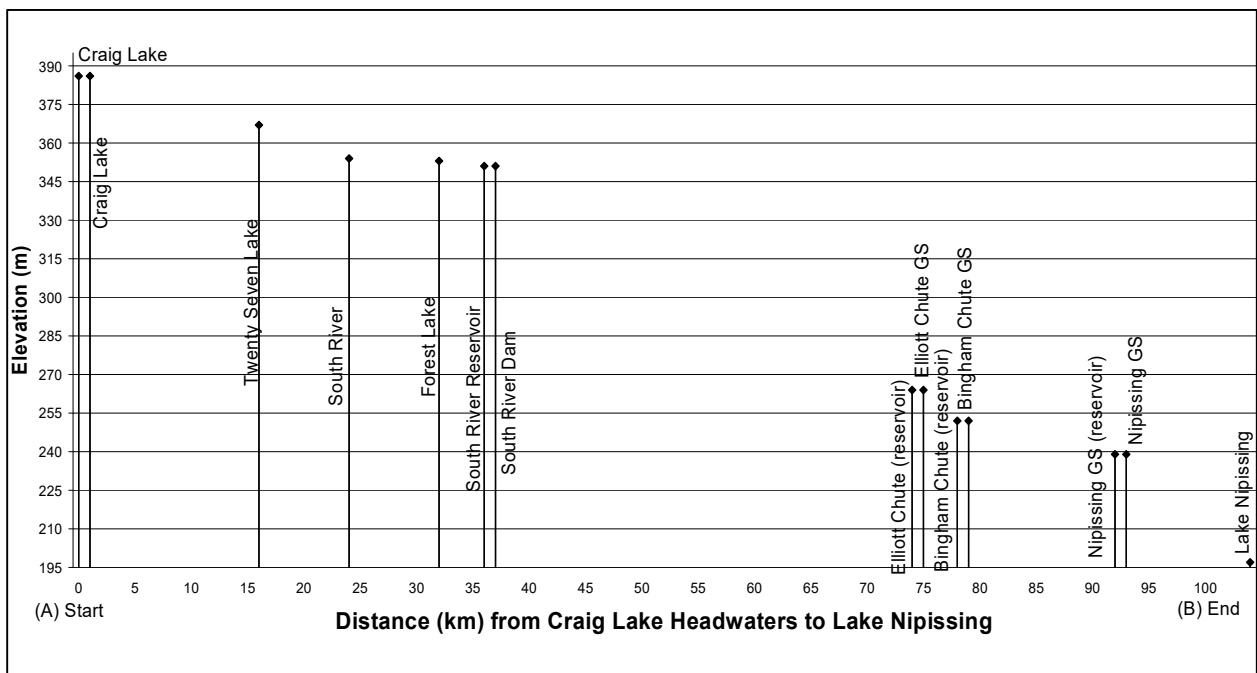 Craig Lake
390
375
360
345
330
315
300
285
270
255
240
225
210
195
Elevation (m)
Craig Lake
Twenty Seven Lake
South River
Forest Lake
South River Reservoir
South River Dam
Elliott Chute (reservoir)
Elliott Chute GS
Bingham Chute (reservoir)
Bingham Chute GS
Nipissing GS (reservoir)
Nipissing GS
Lake Nipissing
0 5 10 15 20 25 30 35 40 45 50 55 60 65 70 75 80 85 90 95 100
(A) Start
(B) End
Distance (km) from Craig Lake Headwaters to Lake Nipissing